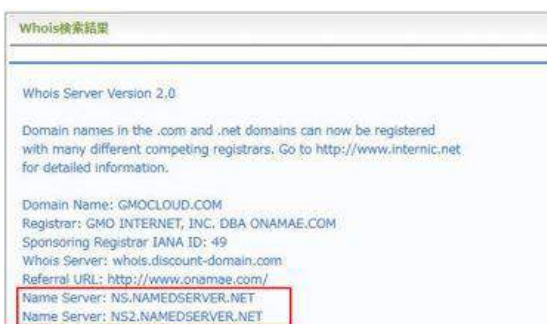 Whois検索結果
Whois Server Version 2.0
Domain names in the .com and .net domains can now be registered
with many different competing registrars. Go to http://www.internic.net
for detailed information.
Domain Name: GMOCLOUD.COM
Registrar: GMO INTERNET, INC. DBA ONAMAE.COM
Sponsoring Registrar IANA ID: 49
Whois Server: whois.discount-domain.com
Referral URL: http://www.onamae.com/
Name Server: NS.NAMEDSERVER.NET
Name Server: NS2.NAMEDSERVER.NET